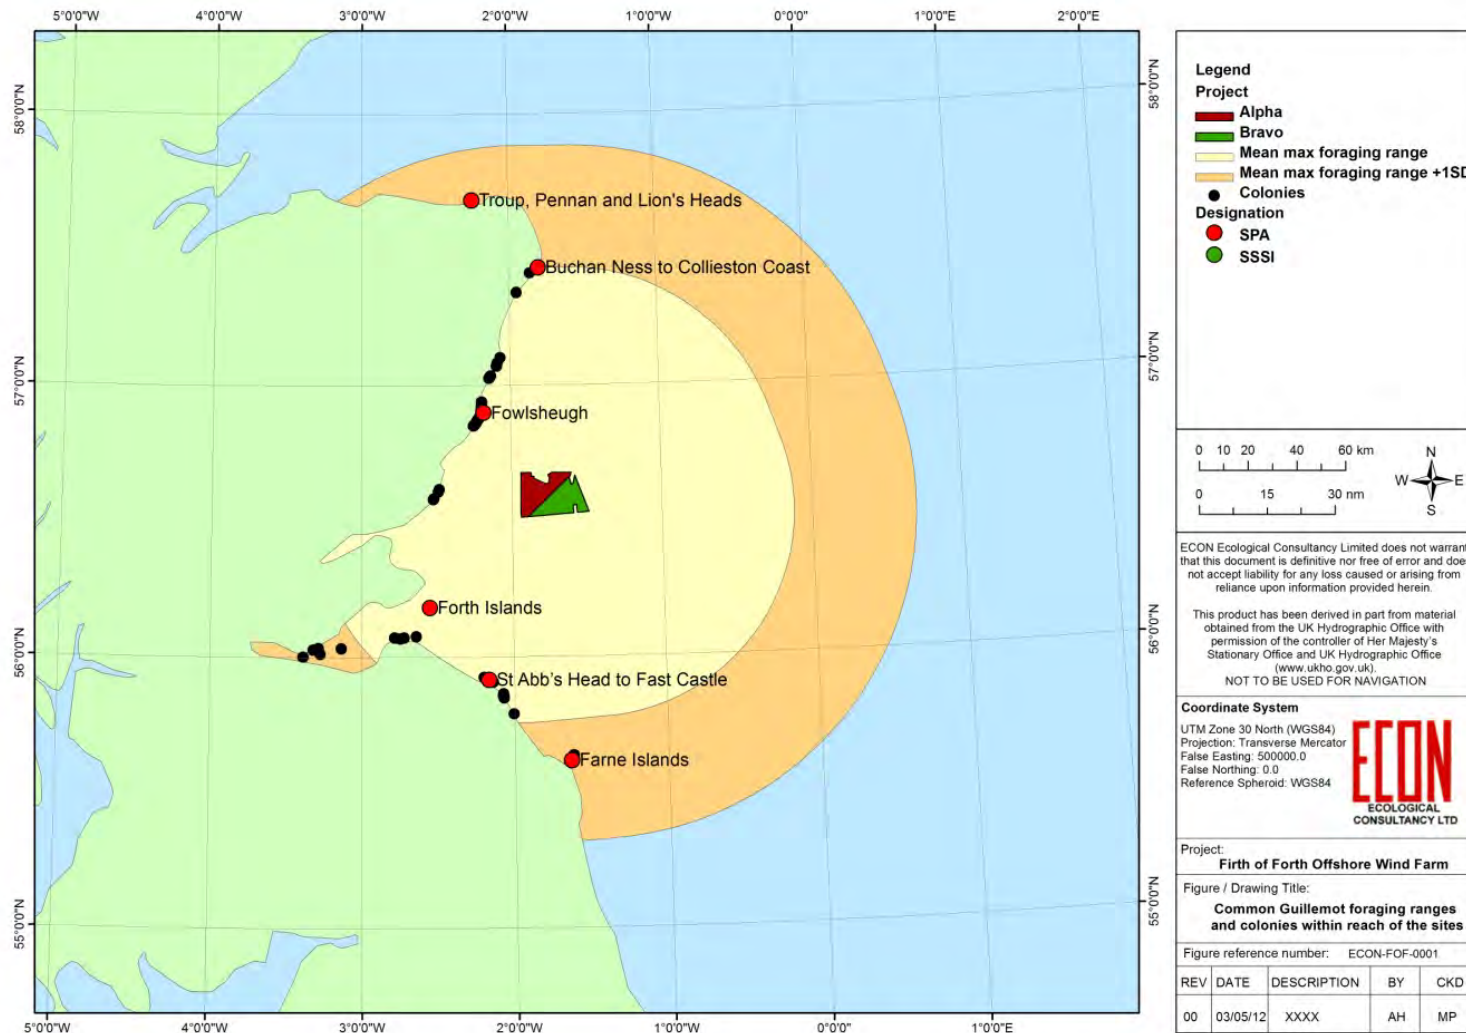 5°0'0"W 4°0'0"W 3°0'0"W 2°0'0"W 1°0'0"W 0°0'0" 1°0'0"E 2°0'0"E
58°0'0"N
57°0'0"N
56°0'0"N
55°0'0"N
Troup, Pennan and Lion's Heads
Buchan Ness to Collieston Coast
Fowlsheugh
Forth Islands
St Abb's Head to Fast Castle
Farne Islands
58°0'0"N
57°0'0"N
56°0'0"N
55°0'0"N
5°0'0"W 4°0'0"W 3°0'0"W 2°0'0"W 1°0'0"W 0°0'0" 1°0'0"E
Legend
Project
Alpha
Bravo
Mean max foraging range
Mean max foraging range +1SD
Colonies
Designation
SPA
SSSI
0 10 20 40 60 km
0 15 30 nm
N
W E
S
ECON Ecological Consultancy Limited does not warrant
that this document is definitive nor free of error and does
not accept liability for any loss caused or arising from
reliance upon information provided herein.
This product has been derived in part from material
obtained from the UK Hydrographic Office with
permission of the controller of Her Majesty's
Stationary Office and UK Hydrographic Office
(www.ukho.gov.uk).
NOT TO BE USED FOR NAVIGATION
Coordinate System
UTM Zone 30 North (WGS84)
Projection: Transverse Mercator
False Easting: 500000.0
False Northing: 0.0
Reference Spheroid: WGS84
ECON
ECOLOGICAL
CONSULTANCY LTD
Project:
Firth of Forth Offshore Wind Farm
Figure / Drawing Title:
Common Guillemot foraging ranges
and colonies within reach of the sites
Figure reference number: ECON-FOF-0001
REV DATE DESCRIPTION BY CKD
00 03/05/12 XXXX AH MP